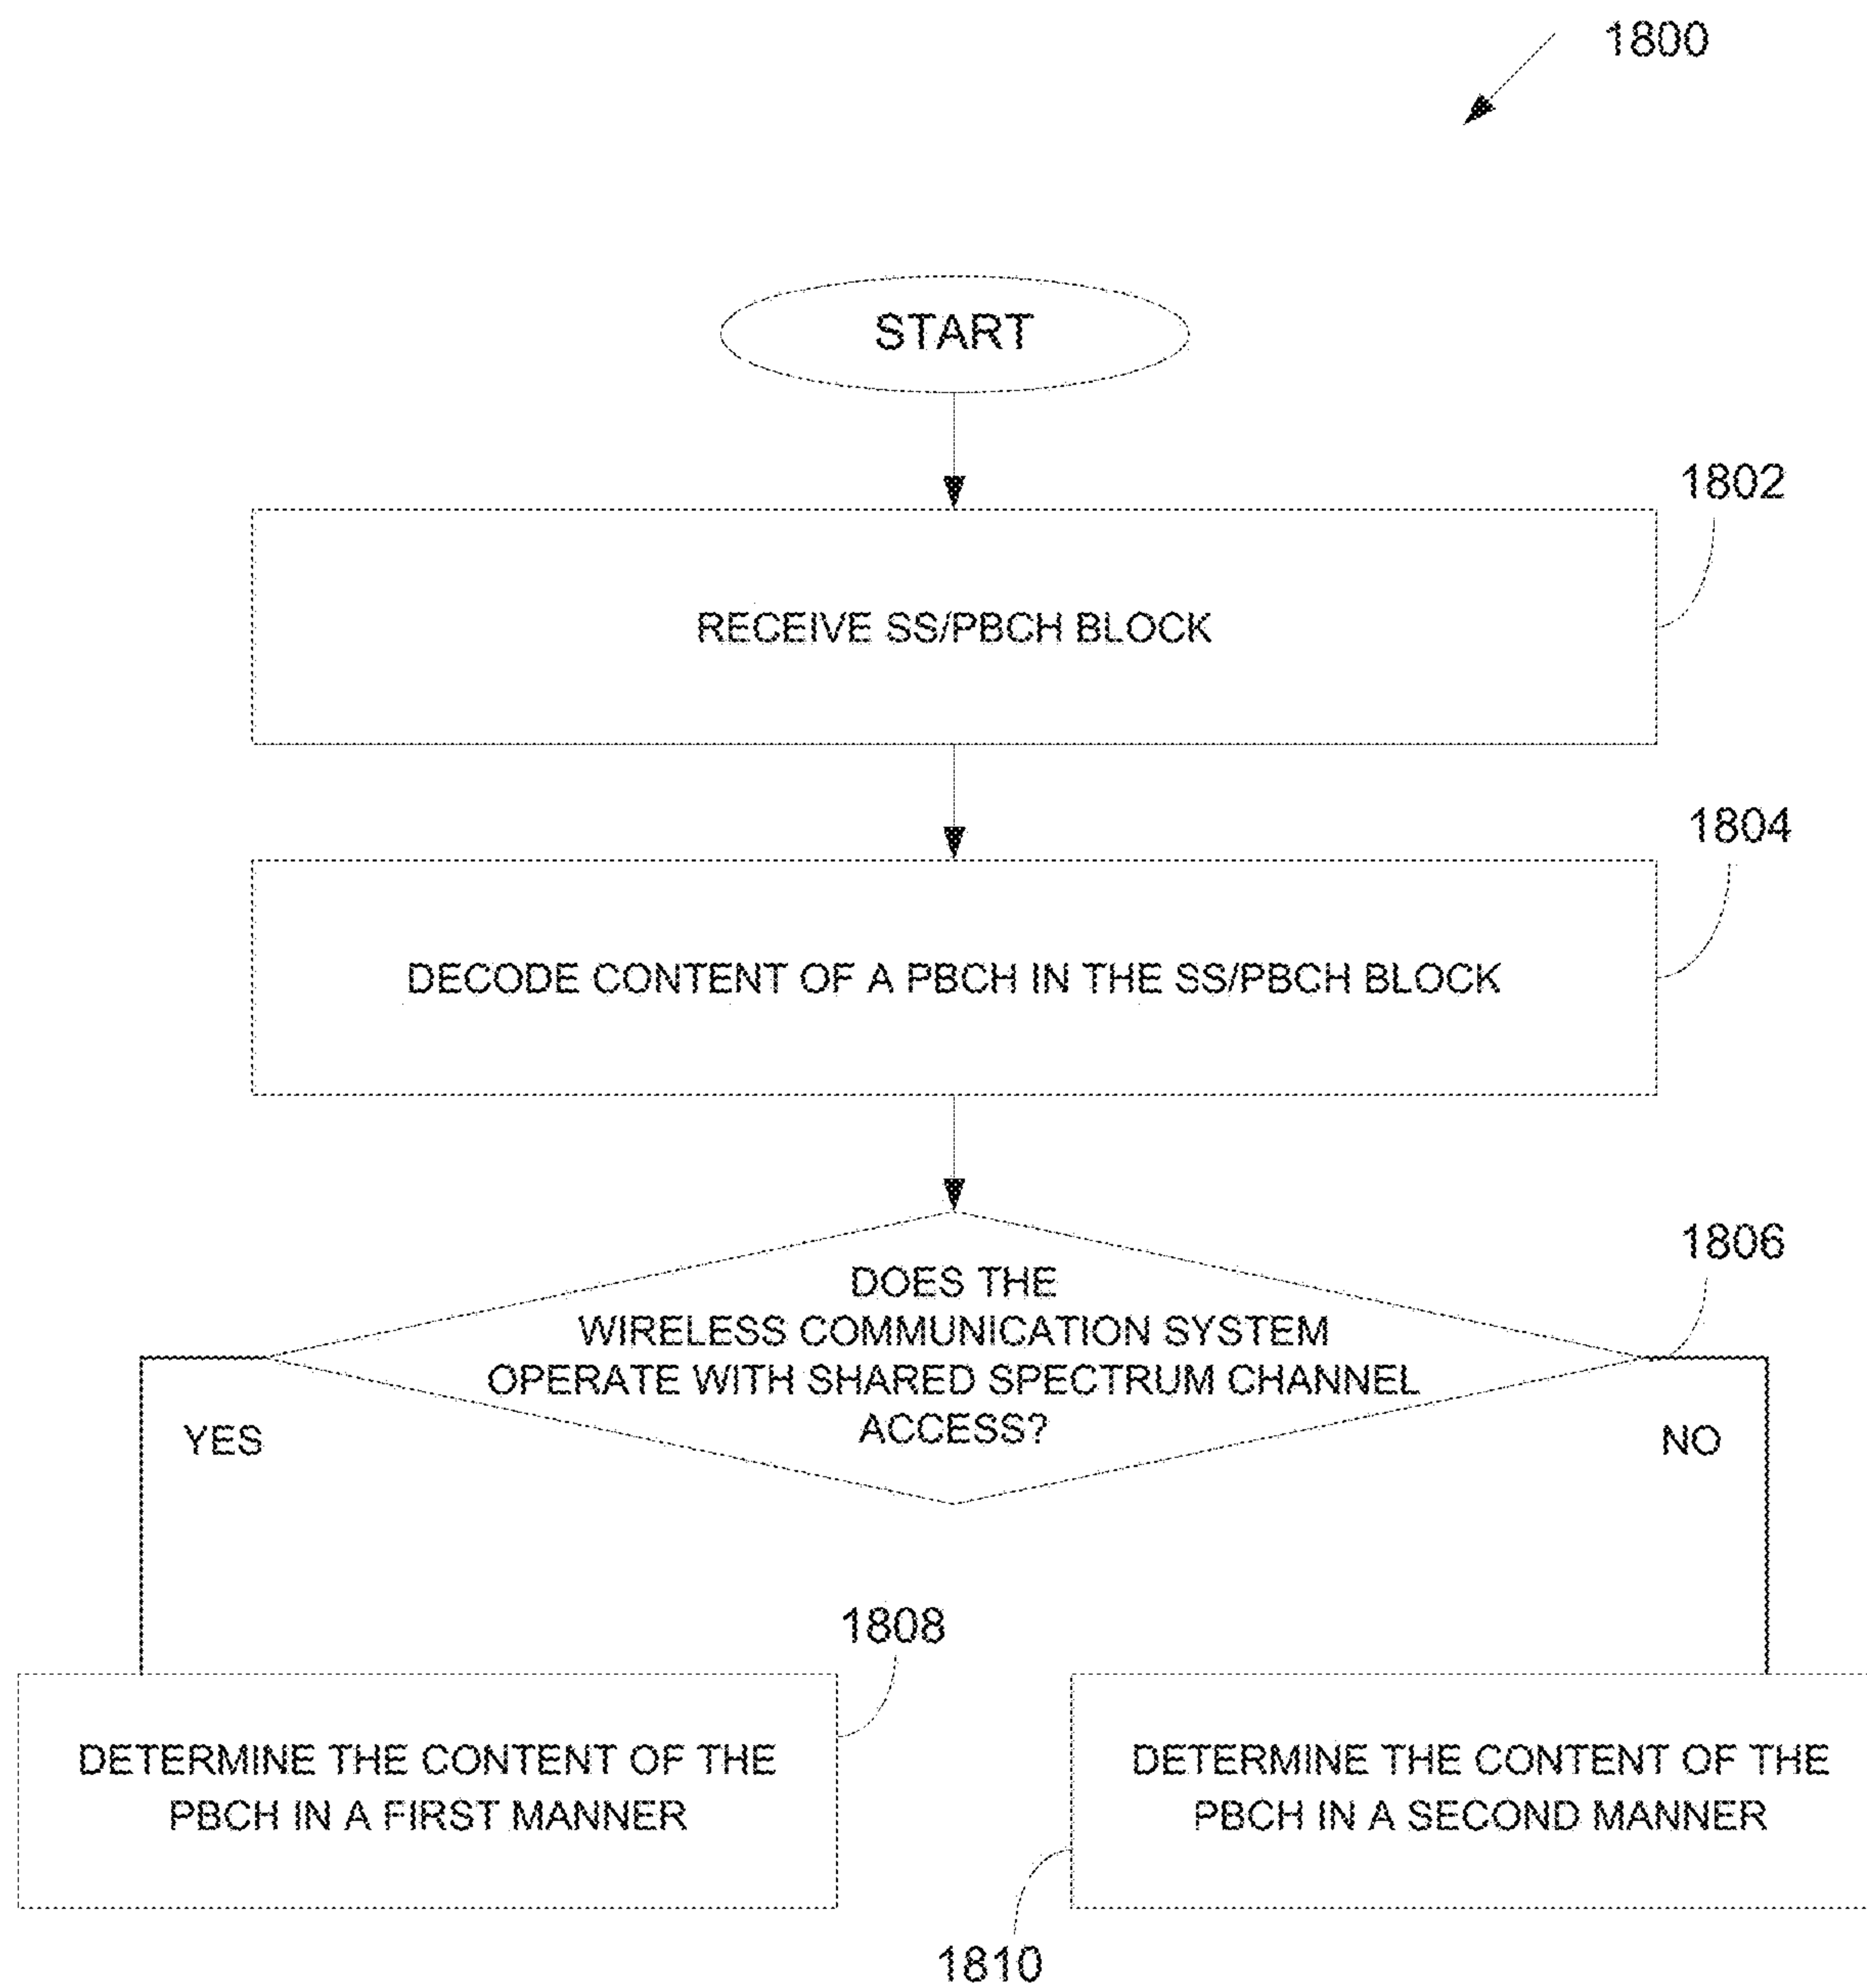 1800
START
1802
RECEIVE SS/PBCH BLOCK
1804
DECODE CONTENT OF A PBCH IN THE SS/PBCH BLOCK
1806
DOES THE
WIRELESS COMMUNICATION SYSTEM
OPERATE WITH SHARED SPECTRUM CHANNEL
ACCESS?
YES
NO
1808
DETERMINE THE CONTENT OF THE
PBCH IN A FIRST MANNER
DETERMINE THE CONTENT OF THE
PBCH IN A SECOND MANNER
1810